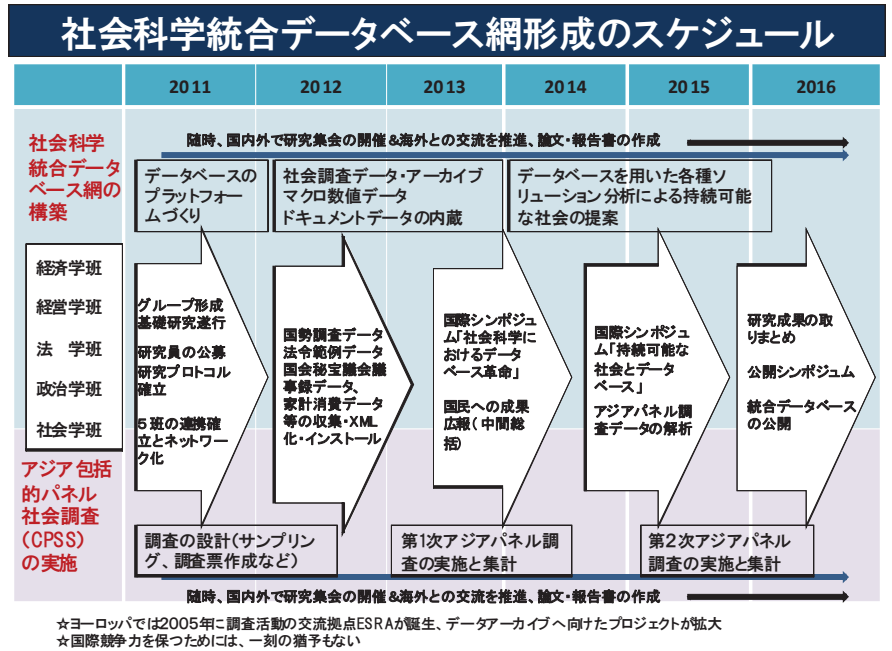 社会科学統合データベース網形成のスケジュール
2011 2012 2013 2014 2015 2016
随時、国内外で研究集会の開催&海外との交流を推進、論文・報告書の作成
社会科学
統合データ
ベース網の
構築
データベースの
プラットフォー
ムづくり
社会調査データ・アーカイブ
マクロ数値データ
ドキュメントデータの内蔵
データベースを用いた各種ソ
リューション分析による持続可能
な社会の提案
経済学班
経営学班
法　学班
政治学班
社会学班
グループ形成
基礎研究遂行
研究員の公募
研究プロトコル
確立
5班の連携確
立とネットワー
ク化
国勢調査データ
法令範例データ
国会秘宝議会議
事録データ、
家計消費データ
等の収集・XML
化・インストール
国際シンポジュ
ム「社会科学に
おけるデータ
ベース革命」
国民への成果
広報(中間総
括)
国際シンポジュ
ム「持続可能な
社会とデータ
ベース」
アジアパネル調
査データの解析
研究成果の取
りまとめ
公開シンポジュム
統合データベース
の公開
アジア包括
的パネル
社会調査
(CPSS)
の実施
調査の設計(サンプリン
グ、調査票作成など)
第1次アジアパネル調
査の実施と集計
第2次アジアパネル
調査の実施と集計
随時、国内外で研究集会の開催&海外との交流を推進、論文・報告書の作成
☆ヨーロッパでは2005年に調査活動の交流拠点ESRAが誕生、データアーカイブへ向けたプロジェクトが拡大
☆国際競争力を保つためには、一刻の猶予もない